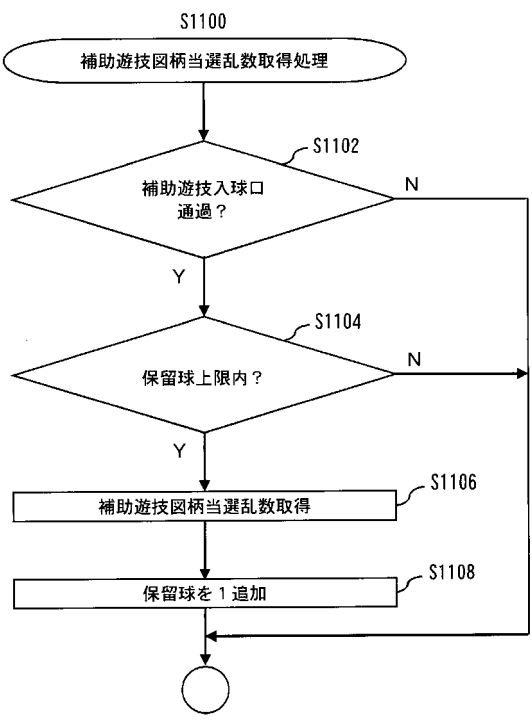 S1100
補助遊技図柄当選乱数取得処理
S1102
補助遊技入球口
通過？
N
Y
S1104
保留球上限内？
N
Y
S1106
補助遊技図柄当選乱数取得
S1108
保留球を１追加